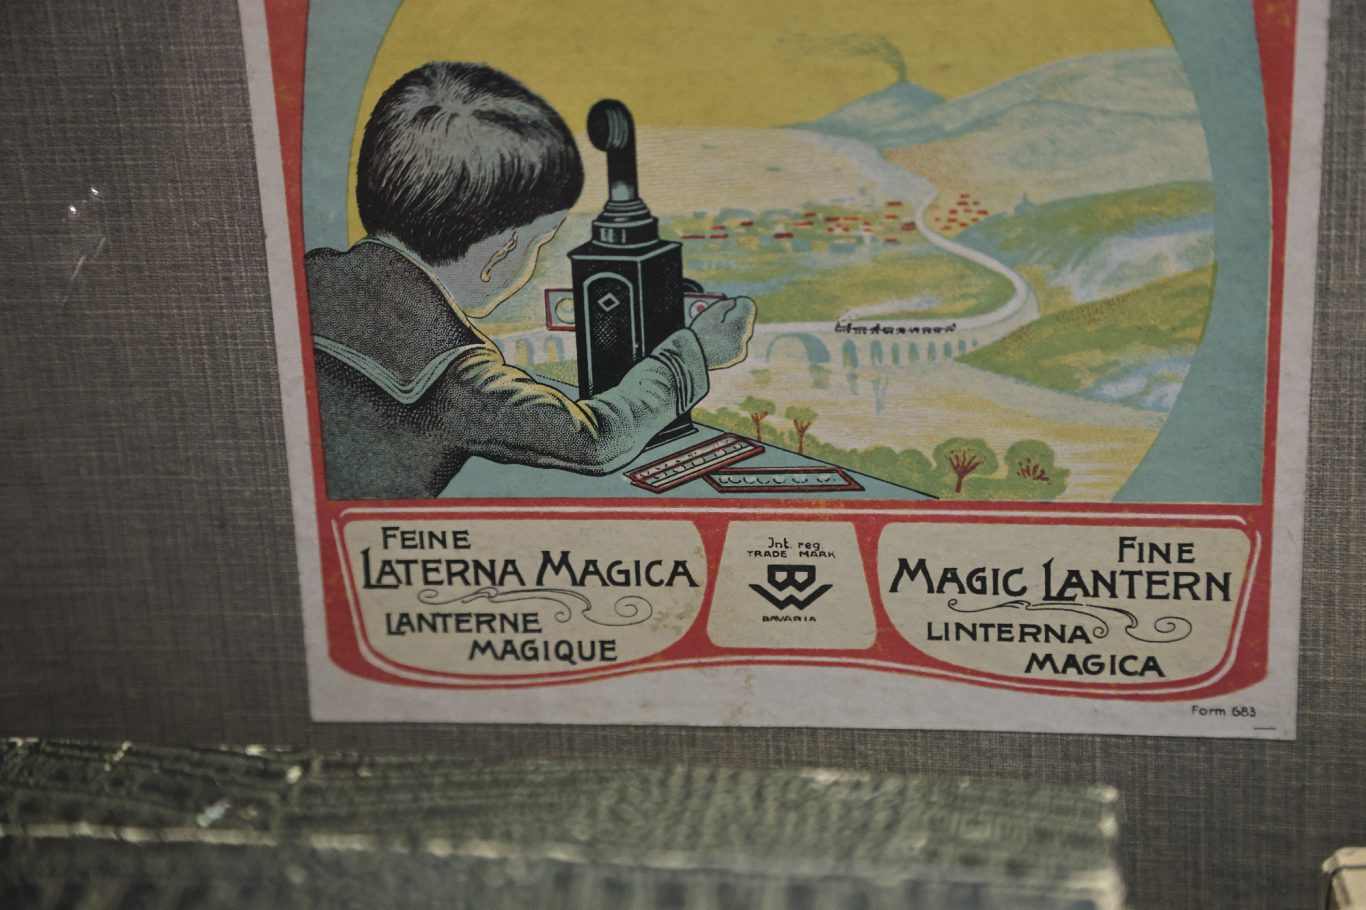 FEINE
LATERNA MAGICA
LANTERNE
MAGIQUE
Int. reg.
TRADE MARK
BW
BAVARIA
FINE
MAGIC LANTERN
LINTERNA
MAGICA
Form 683